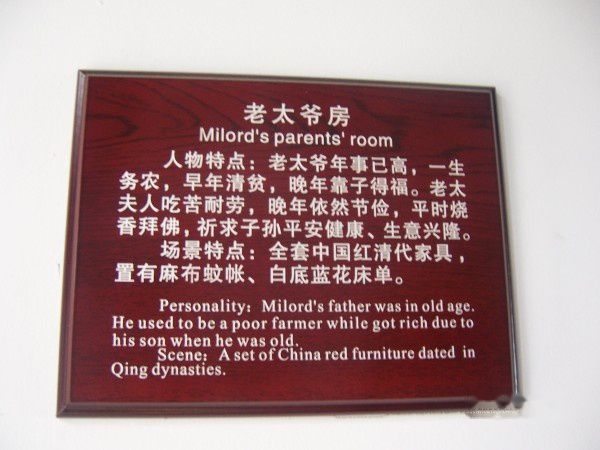 老太爷房
Milord's parents' room
人物特点：老太爷年事已高，一生
务农，早年清贫，晚年靠子得福。老太
夫人吃苦耐劳，晚年依然节俭，平时烧
香拜佛，祈求子孙平安健康、生意兴隆。
场景特点：全套中国红清代家具，
置有麻布蚊帐、白底蓝花床单。
Personality: Milord's father was in old age.
He used to be a poor farmer while got rich due to
his son when he was old.
Scene: A set of China red furniture dated in
Qing dynasties.